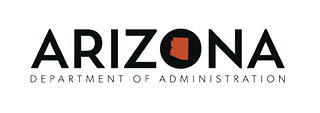 ARIZONA
DEPARTMENT OF ADMINISTRATION